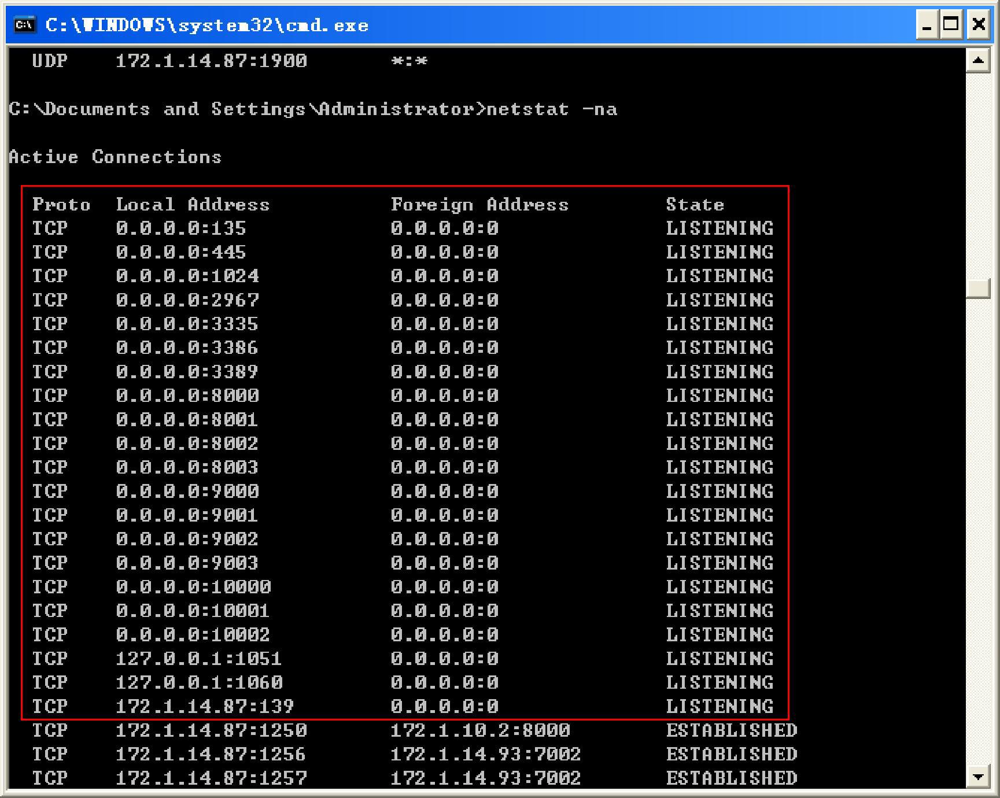 C:\WINDOWS\system32\cmd.exe
UDP 172.1.14.87:1900 *:*
C:\Documents and Settings\Administrator>netstat -na
Active Connections
Proto Local Address Foreign Address State
TCP 0.0.0.0:135 0.0.0.0:0 LISTENING
TCP 0.0.0.0:445 0.0.0.0:0 LISTENING
TCP 0.0.0.0:1024 0.0.0.0:0 LISTENING
TCP 0.0.0.0:2967 0.0.0.0:0 LISTENING
TCP 0.0.0.0:3335 0.0.0.0:0 LISTENING
TCP 0.0.0.0:3386 0.0.0.0:0 LISTENING
TCP 0.0.0.0:3389 0.0.0.0:0 LISTENING
TCP 0.0.0.0:8000 0.0.0.0:0 LISTENING
TCP 0.0.0.0:8001 0.0.0.0:0 LISTENING
TCP 0.0.0.0:8002 0.0.0.0:0 LISTENING
TCP 0.0.0.0:8003 0.0.0.0:0 LISTENING
TCP 0.0.0.0:9000 0.0.0.0:0 LISTENING
TCP 0.0.0.0:9001 0.0.0.0:0 LISTENING
TCP 0.0.0.0:9002 0.0.0.0:0 LISTENING
TCP 0.0.0.0:9003 0.0.0.0:0 LISTENING
TCP 0.0.0.0:10000 0.0.0.0:0 LISTENING
TCP 0.0.0.0:10001 0.0.0.0:0 LISTENING
TCP 0.0.0.0:10002 0.0.0.0:0 LISTENING
TCP 127.0.0.1:1051 0.0.0.0:0 LISTENING
TCP 127.0.0.1:1060 0.0.0.0:0 LISTENING
TCP 172.1.14.87:139 0.0.0.0:0 LISTENING
TCP 172.1.14.87:1250 172.1.10.2:8000 ESTABLISHED
TCP 172.1.14.87:1256 172.1.14.93:7002 ESTABLISHED
TCP 172.1.14.87:1257 172.1.14.93:7002 ESTABLISHED